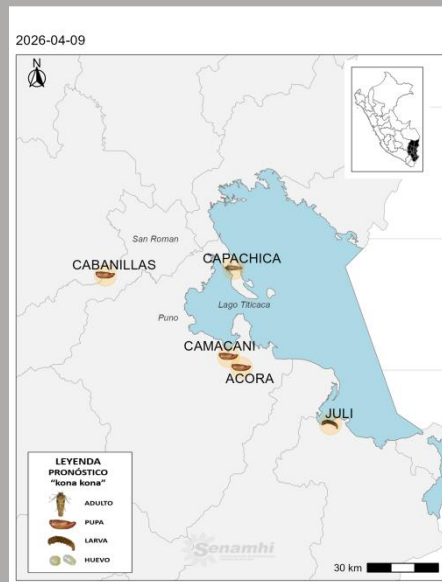 2026-04-09
N
San Roman
CABANILLAS
CAPACHICA
Lago Titicaca
Puno
CAMACANI
ACORA
JULI
LEYENDA
PRONÓSTICO
"kona kona"
ADULTO
PUPA
LARVA
HUEVO
Senamhi
30 km